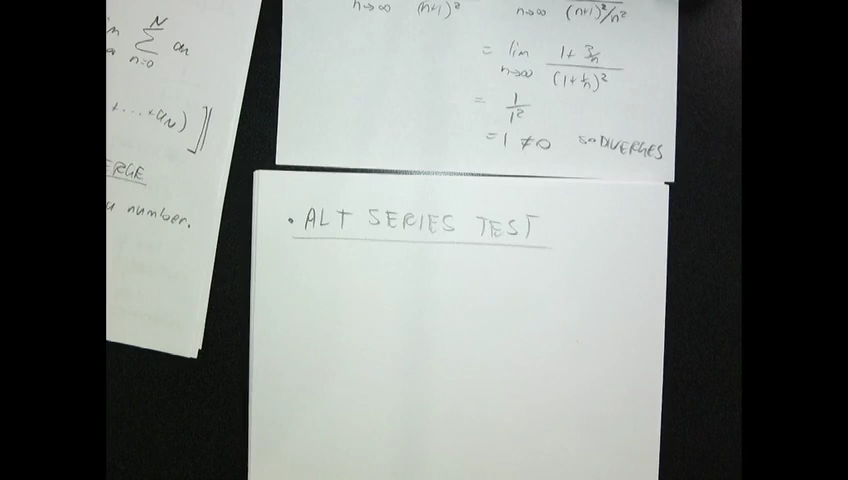 N
∑ an
n=0
+...+aN)]]
ERGE
number.
n→∞ (n+1)² n→∞ (n+1)²/n²
= lim 1+3/n
n→∞ (1+1/n)²
= 1
1²
=1 ≠0 so DIVERGES
• ALT SERIES TEST